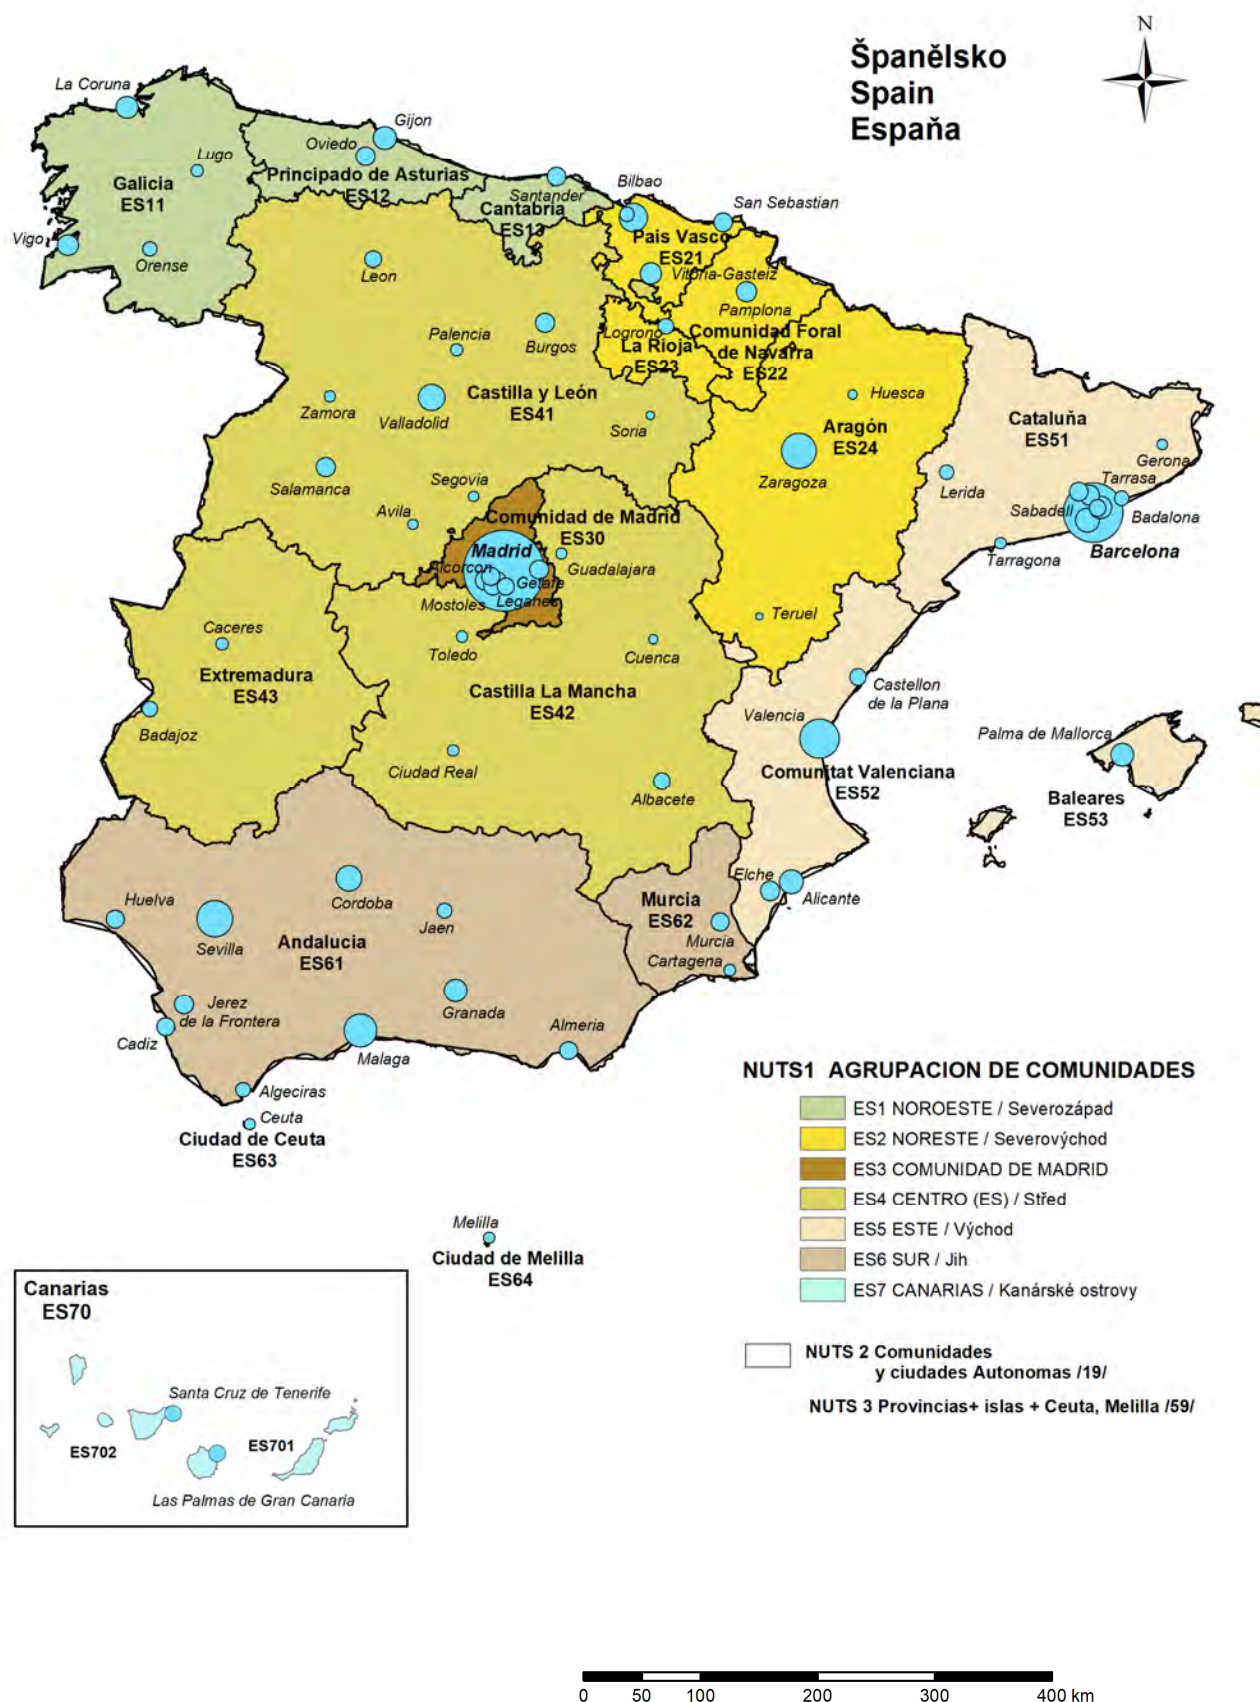 N
Španělsko
Spain
Espaňa
La Coruna
Gijon
Oviedo
Lugo
Principado de Asturias
ES12
Galicia
ES11
Santander
Cantabria
ES13
Bilbao
San Sebastian
Vigo
Orense
Pais Vasco
ES21
Vitoria-Gasteiz
Leon
Pamplona
Palencia
Burgos
Logrono
La Rioja
ES23
Comunidad Foral
de Navarra
ES22
Zamora
Valladolid
Castilla y León
ES41
Soria
Huesca
Aragón
ES24
Cataluňa
ES51
Gerona
Salamanca
Segovia
Zaragoza
Lerida
Tarrasa
Avila
Comunidad de Madrid
ES30
Sabadell
Badalona
Madrid
Barcelona
Alcorcon
Getafe
Guadalajara
Tarragona
Mostoles
Leganes
Caceres
Toledo
Cuenca
Teruel
Extremadura
ES43
Castilla La Mancha
ES42
Castellon
de la Plana
Badajoz
Valencia
Palma de Mallorca
Ciudad Real
Albacete
Comunitat Valenciana
ES52
Baleares
ES53
Huelva
Cordoba
Jaen
Elche
Alicante
Murcia
ES62
Sevilla
Andalucia
ES61
Murcia
Cartagena
Jerez
de la Frontera
Granada
Cadiz
Malaga
Almeria
Algeciras
Ceuta
Ciudad de Ceuta
ES63
Melilla
Ciudad de Melilla
ES64
NUTS1 AGRUPACION DE COMUNIDADES
ES1 NOROESTE / Severozápad
ES2 NORESTE / Severovýchod
ES3 COMUNIDAD DE MADRID
ES4 CENTRO (ES) / Střed
ES5 ESTE / Východ
ES6 SUR / Jih
ES7 CANARIAS / Kanárské ostrovy
NUTS 2 Comunidades
y ciudades Autonomas /19/
NUTS 3 Provincias+ islas + Ceuta, Melilla /59/
Canarias
ES70
Santa Cruz de Tenerife
ES702
ES701
Las Palmas de Gran Canaria
0 50 100 200 300 400 km